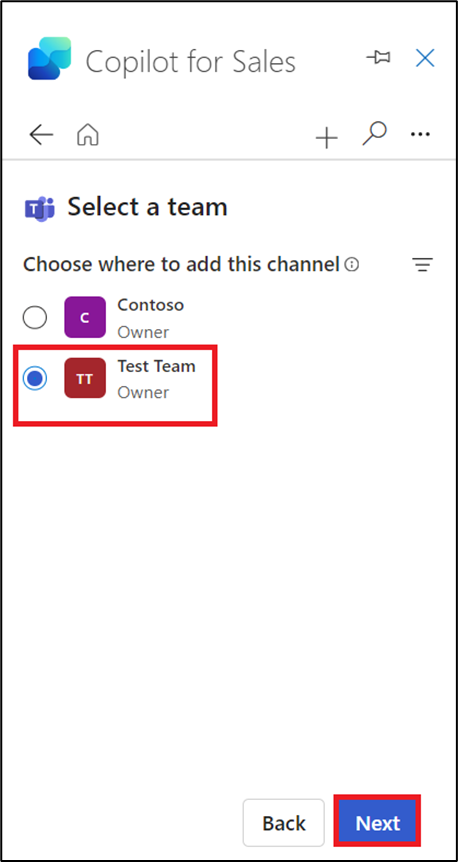 Copilot for Sales
Select a team
Choose where to add this channel
C
Contoso
Owner
TT
Test Team
Owner
Back
Next